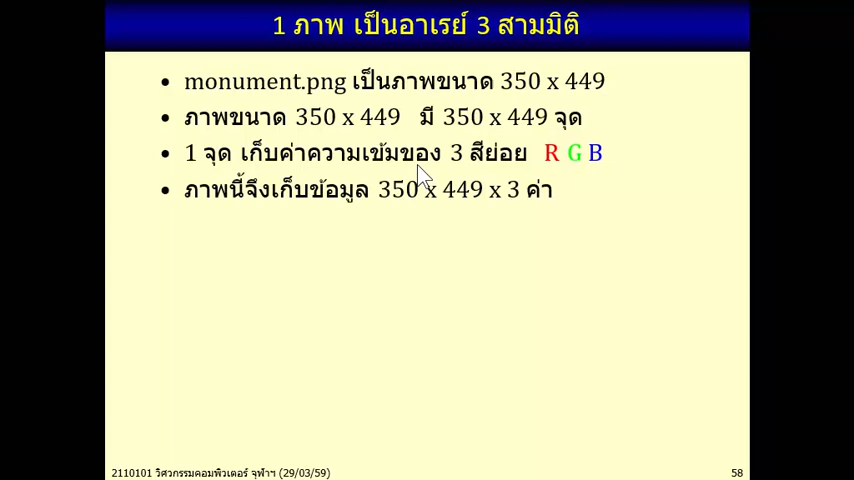 1 ภาพ เป็นอาเรย์ 3 สามมิติ
• monument.png เป็นภาพขนาด 350 x 449
• ภาพขนาด 350 x 449 มี 350 x 449 จุด
• 1 จุด เก็บค่าความเข้มของ 3 สีย่อย R G B
• ภาพนี้จึงเก็บข้อมูล 350 x 449 x 3 ค่า
2110101 วิศวกรรมคอมพิวเตอร์ จุฬาฯ (29/03/59)
58